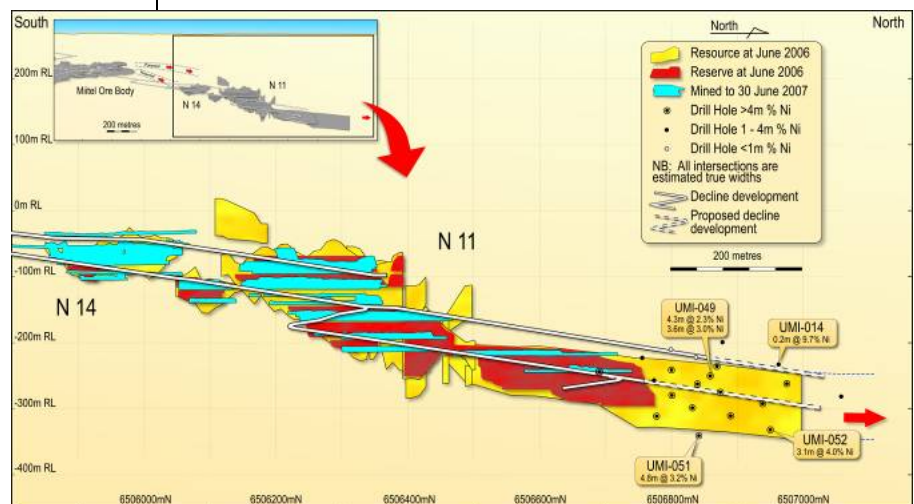 South
North
North
200m RL
Miitel Ore Body
N 14
N 11
200 metres
Resource at June 2006
Reserve at June 2006
Mined to 30 June 2007
Drill Hole >4m % Ni
Drill Hole 1 - 4m % Ni
Drill Hole <1m % Ni
NB: All intersections are
estimated true widths
Decline development
Proposed decline
development
200 metres
100m RL
0m RL
N 11
-100m RL
N 14
UMI-049
4.3m @ 2.3% Ni
3.6m @ 3.0% Ni
UMI-014
0.2m @ 9.7% Ni
-200m RL
-300m RL
UMI-052
3.1m @ 4.0% Ni
UMI-051
4.8m @ 3.2% Ni
-400m RL
6506000mN
6506200mN
6506400mN
6506600mN
6506800mN
6507000mN